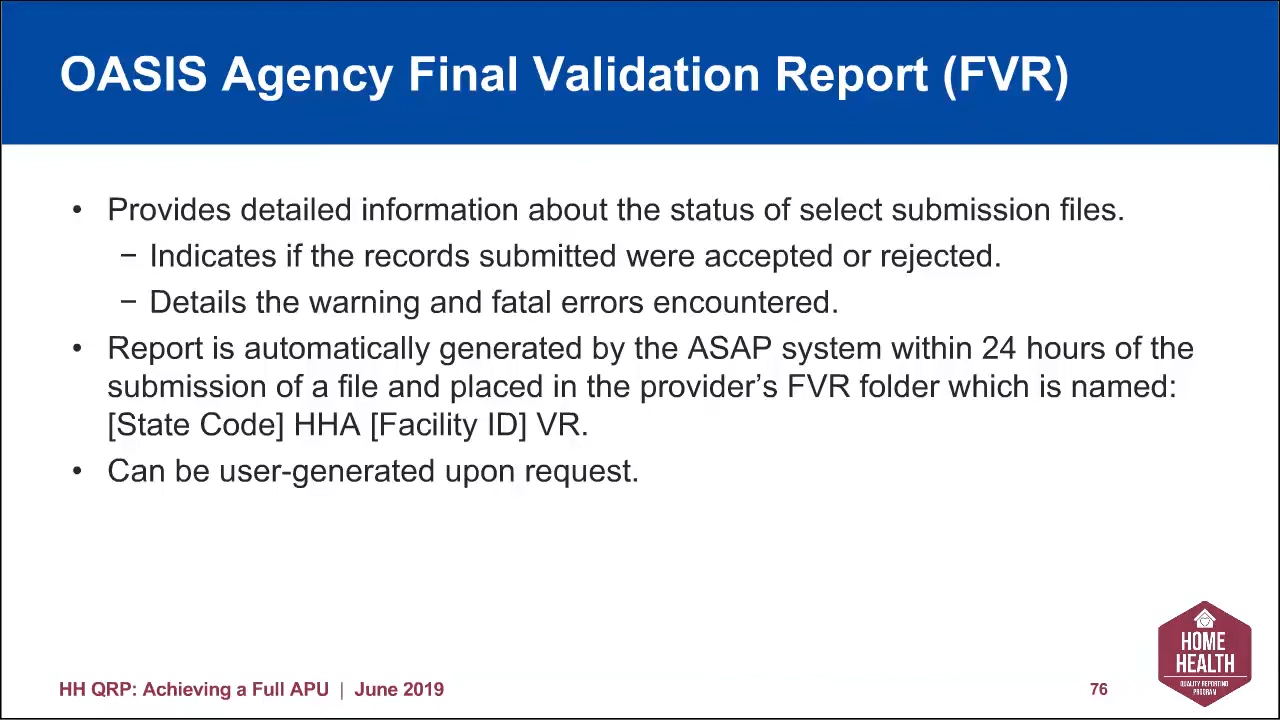 OASIS Agency Final Validation Report (FVR)
• Provides detailed information about the status of select submission files.
− Indicates if the records submitted were accepted or rejected.
− Details the warning and fatal errors encountered.
• Report is automatically generated by the ASAP system within 24 hours of the
submission of a file and placed in the provider’s FVR folder which is named:
[State Code] HHA [Facility ID] VR.
• Can be user-generated upon request.
HH QRP: Achieving a Full APU | June 2019
76
HOME
HEALTH
QUALITY REPORTING
PROGRAM